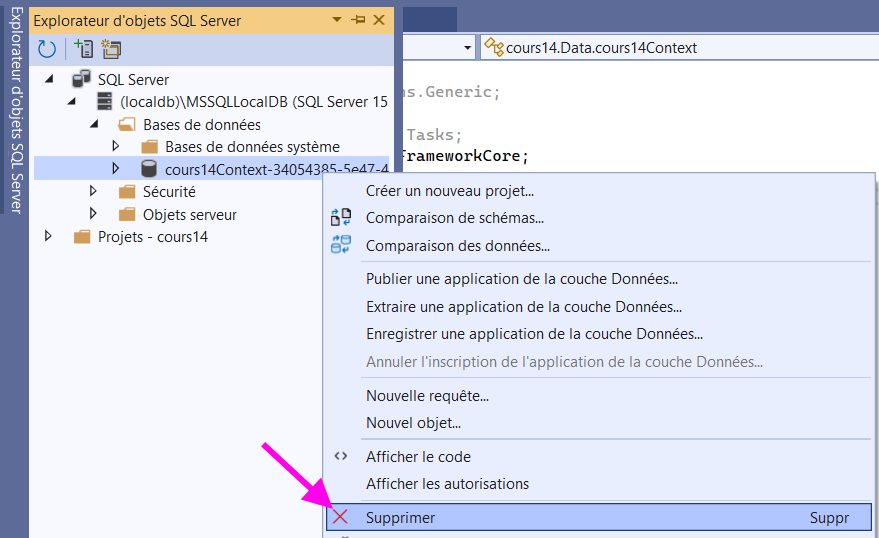 Explorateur d'objets SQL Server
Explorateur d'objets SQL Server
SQL Server
(localdb)\MSSQLLocalDB (SQL Server 15
Bases de données
Bases de données système
cours14Context-34054385-5e47-4
Sécurité
Objets serveur
Projets - cours14
cours14.Data.cours14Context
ns.Generic;
Tasks;
FrameworkCore;
Créer un nouveau projet...
Comparaison de schémas...
Comparaison des données...
Publier une application de la couche Données...
Extraire une application de la couche Données...
Enregistrer une application de la couche Données...
Annuler l'inscription de l'application de la couche Données...
Nouvelle requête...
Nouvel objet...
Afficher le code
Afficher les autorisations
Supprimer Suppr